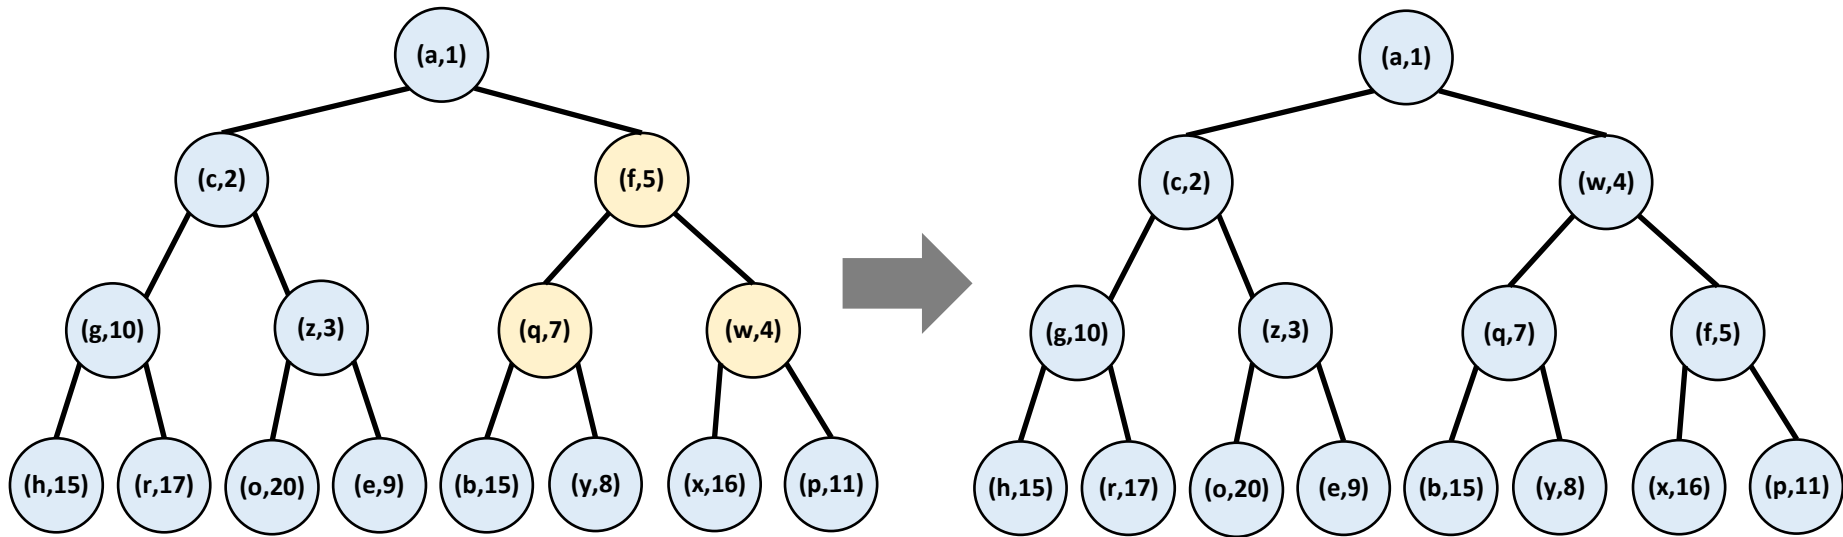 (a,1)
(c,2)
(f,5)
(g,10)
(z,3)
(q,7)
(w,4)
(h,15)
(r,17)
(o,20)
(e,9)
(b,15)
(y,8)
(x,16)
(p,11)
(a,1)
(c,2)
(w,4)
(g,10)
(z,3)
(q,7)
(f,5)
(h,15)
(r,17)
(o,20)
(e,9)
(b,15)
(y,8)
(x,16)
(p,11)